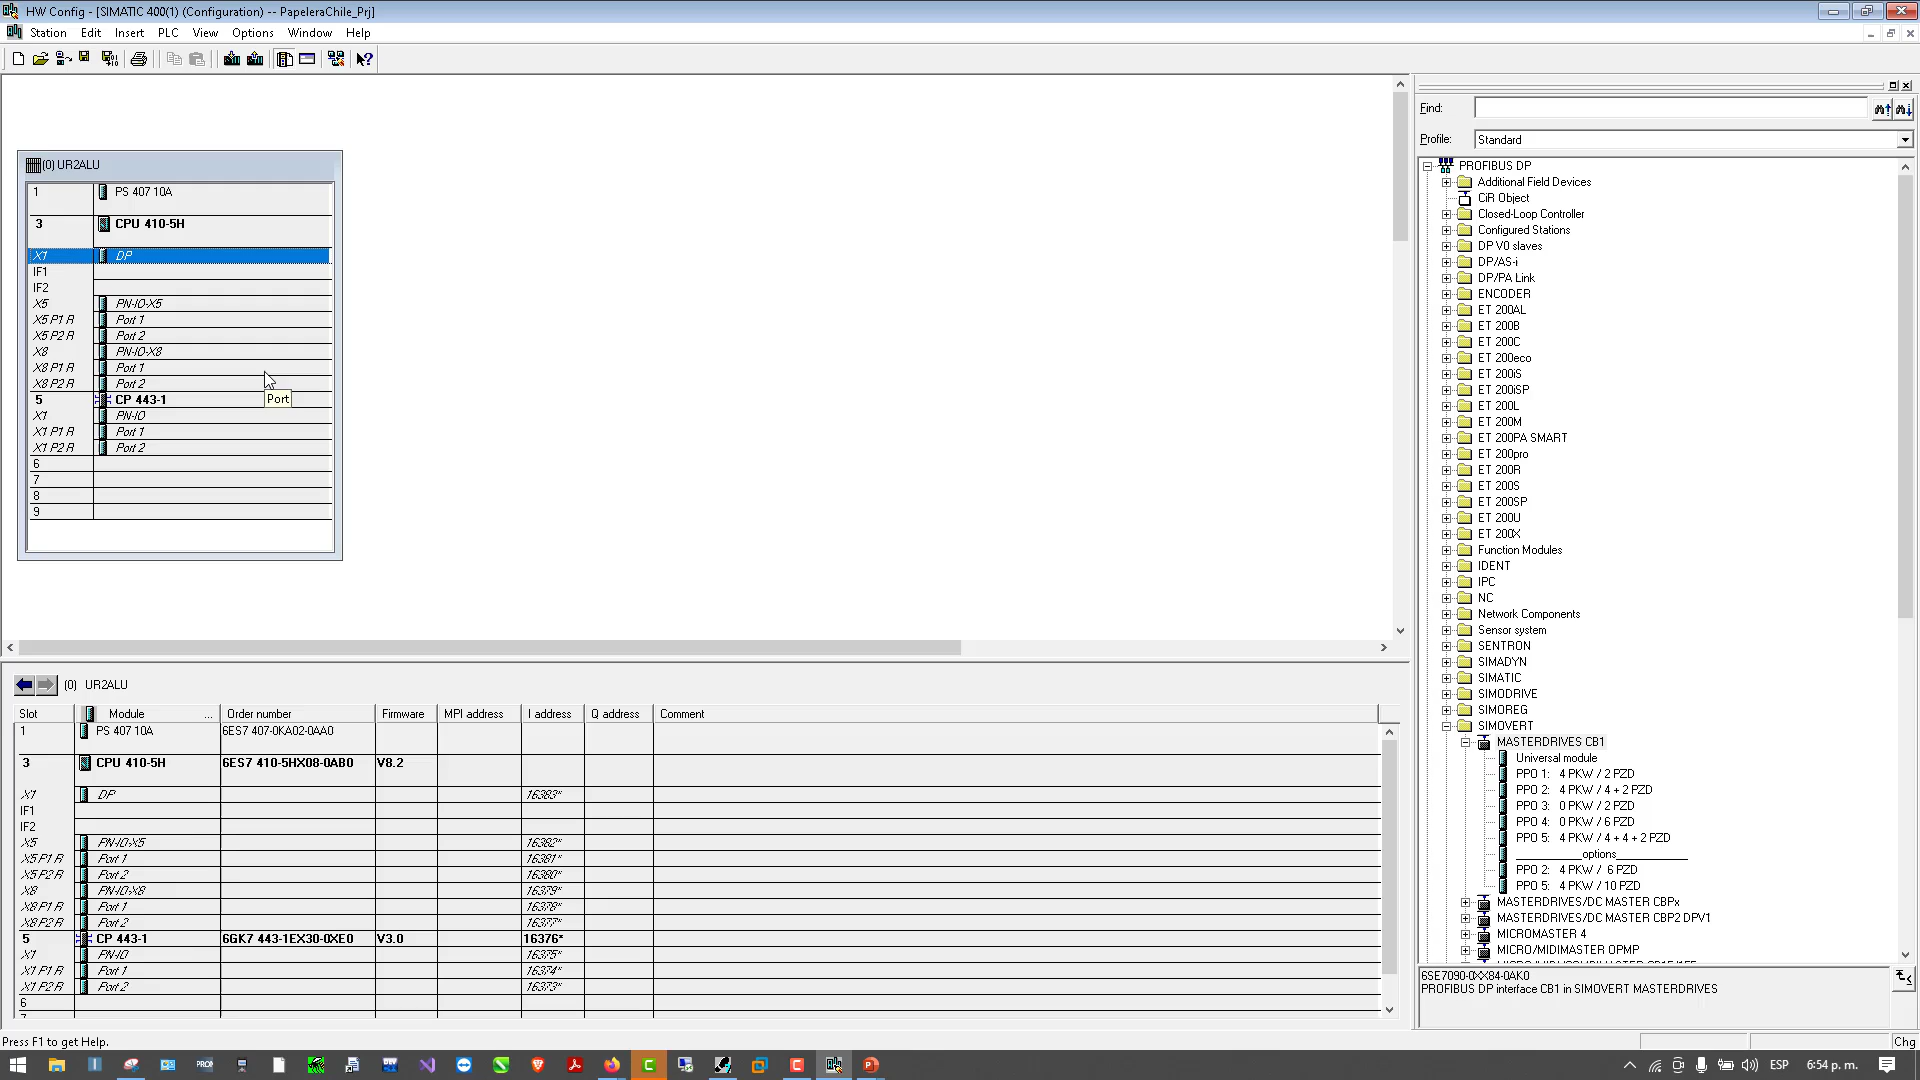 HW Config - [SIMATIC 400(1) (Configuration) -- PapeleraChile_Prj]
Station Edit Insert PLC View Options Window Help
(0) UR2ALU
1 PS 407 10A
3 CPU 410-5H
X1 DP
IF1
IF2
X5 PN-IO-X5
X5 P1 R Port 1
X5 P2 R Port 2
X8 PN-IO-X8
X8 P1 R Port 1
X8 P2 R Port 2
5 CP 443-1
X1 PN-IO
X1 P1 R Port 1
X1 P2 R Port 2
6
7
8
9
Port
Find:
Profile: Standard
PROFIBUS DP
Additional Field Devices
CiR Object
Closed-Loop Controller
Configured Stations
DP V0 slaves
DP/AS-i
DP/PA Link
ENCODER
ET 200AL
ET 200B
ET 200C
ET 200eco
ET 200iS
ET 200iSP
ET 200L
ET 200M
ET 200PA SMART
ET 200pro
ET 200R
ET 200S
ET 200SP
ET 200U
ET 200X
Function Modules
IDENT
IPC
NC
Network Components
Sensor system
SENTRON
SIMADYN
SIMATIC
SIMODRIVE
SIMOREG
SIMOVERT
MASTERDRIVES CB1
Universal module
PPO 1: 4 PKW / 2 PZD
PPO 2: 4 PKW / 4 + 2 PZD
PPO 3: 0 PKW / 2 PZD
PPO 4: 0 PKW / 6 PZD
PPO 5: 4 PKW / 4 + 4 + 2 PZD
__________options___________
PPO 2: 4 PKW / 6 PZD
PPO 5: 4 PKW / 10 PZD
MASTERDRIVES/DC MASTER CBPx
MASTERDRIVES/DC MASTER CBP2 DPV1
MICROMASTER 4
MICRO/MIDIMASTER OPMP
6SE7090-0XX84-0AK0
PROFIBUS DP interface CB1 in SIMOVERT MASTERDRIVES
(0) UR2ALU
Slot Module ... Order number Firmware MPI address I address Q address Comment
1 PS 407 10A 6ES7 407-0KA02-0AA0
3 CPU 410-5H 6ES7 410-5HX08-0AB0 V8.2
X1 DP 16383*
IF1
IF2
X5 PN-IO-X5 16382*
X5 P1 R Port 1 16381*
X5 P2 R Port 2 16380*
X8 PN-IO-X8 16379*
X8 P1 R Port 1 16378*
X8 P2 R Port 2 16377*
5 CP 443-1 6GK7 443-1EX30-0XE0 V3.0 16376*
X1 PN-IO 16375*
X1 P1 R Port 1 16374*
X1 P2 R Port 2 16373*
6
Press F1 to get Help.
Chg
ESP 6:54 p. m.